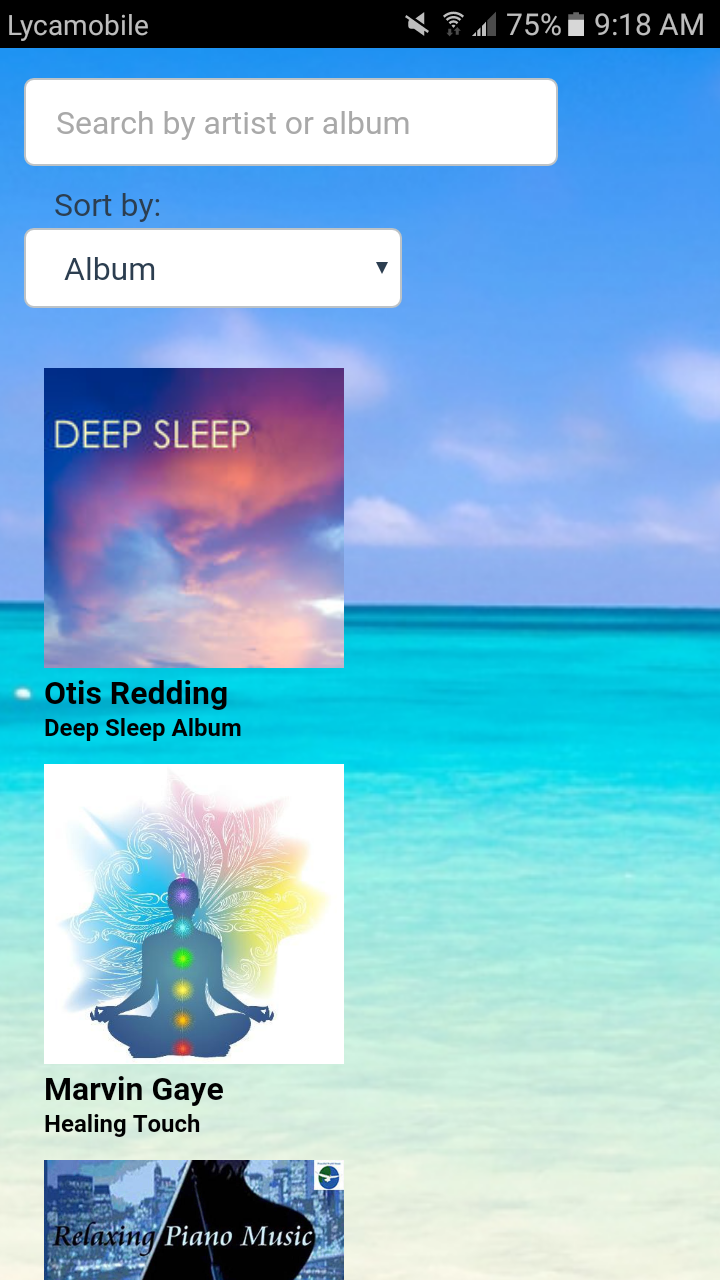 Lycamobile 75% 9:18 AM
Search by artist or album
Sort by:
Album
DEEP SLEEP
Otis Redding
Deep Sleep Album
Marvin Gaye
Healing Touch
Relaxing Piano Music